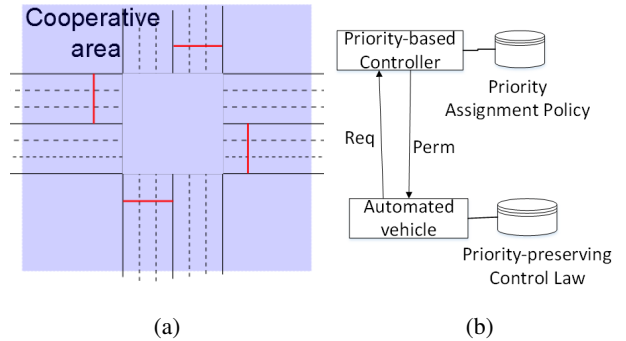 Cooperative
area
Priority-based
Controller
Priority
Assignment Policy
Req
Perm
Automated
vehicle
Priority-preserving
Control Law
(a)
(b)